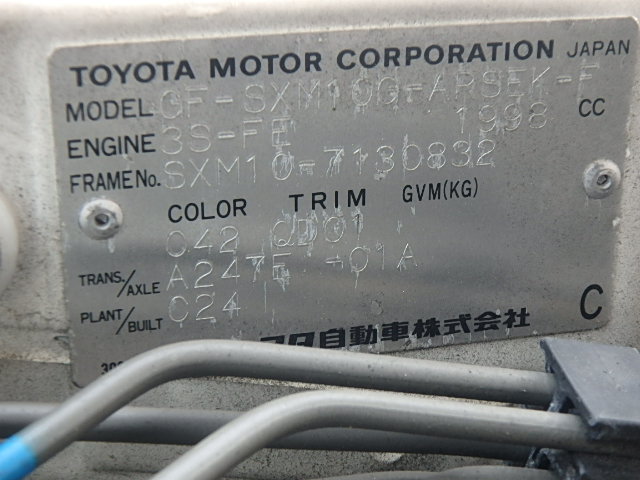 TOYOTA MOTOR CORPORATION JAPAN
MODEL GF-SXM10G-APSEK-F
ENGINE 3S-FE 1998 CC
FRAME No. SXM10-7130832
COLOR TRIM GVM(KG)
042 QD01
TRANS./AXLE A247E -01A
PLANT/BUILT C24 C
自動車株式会社